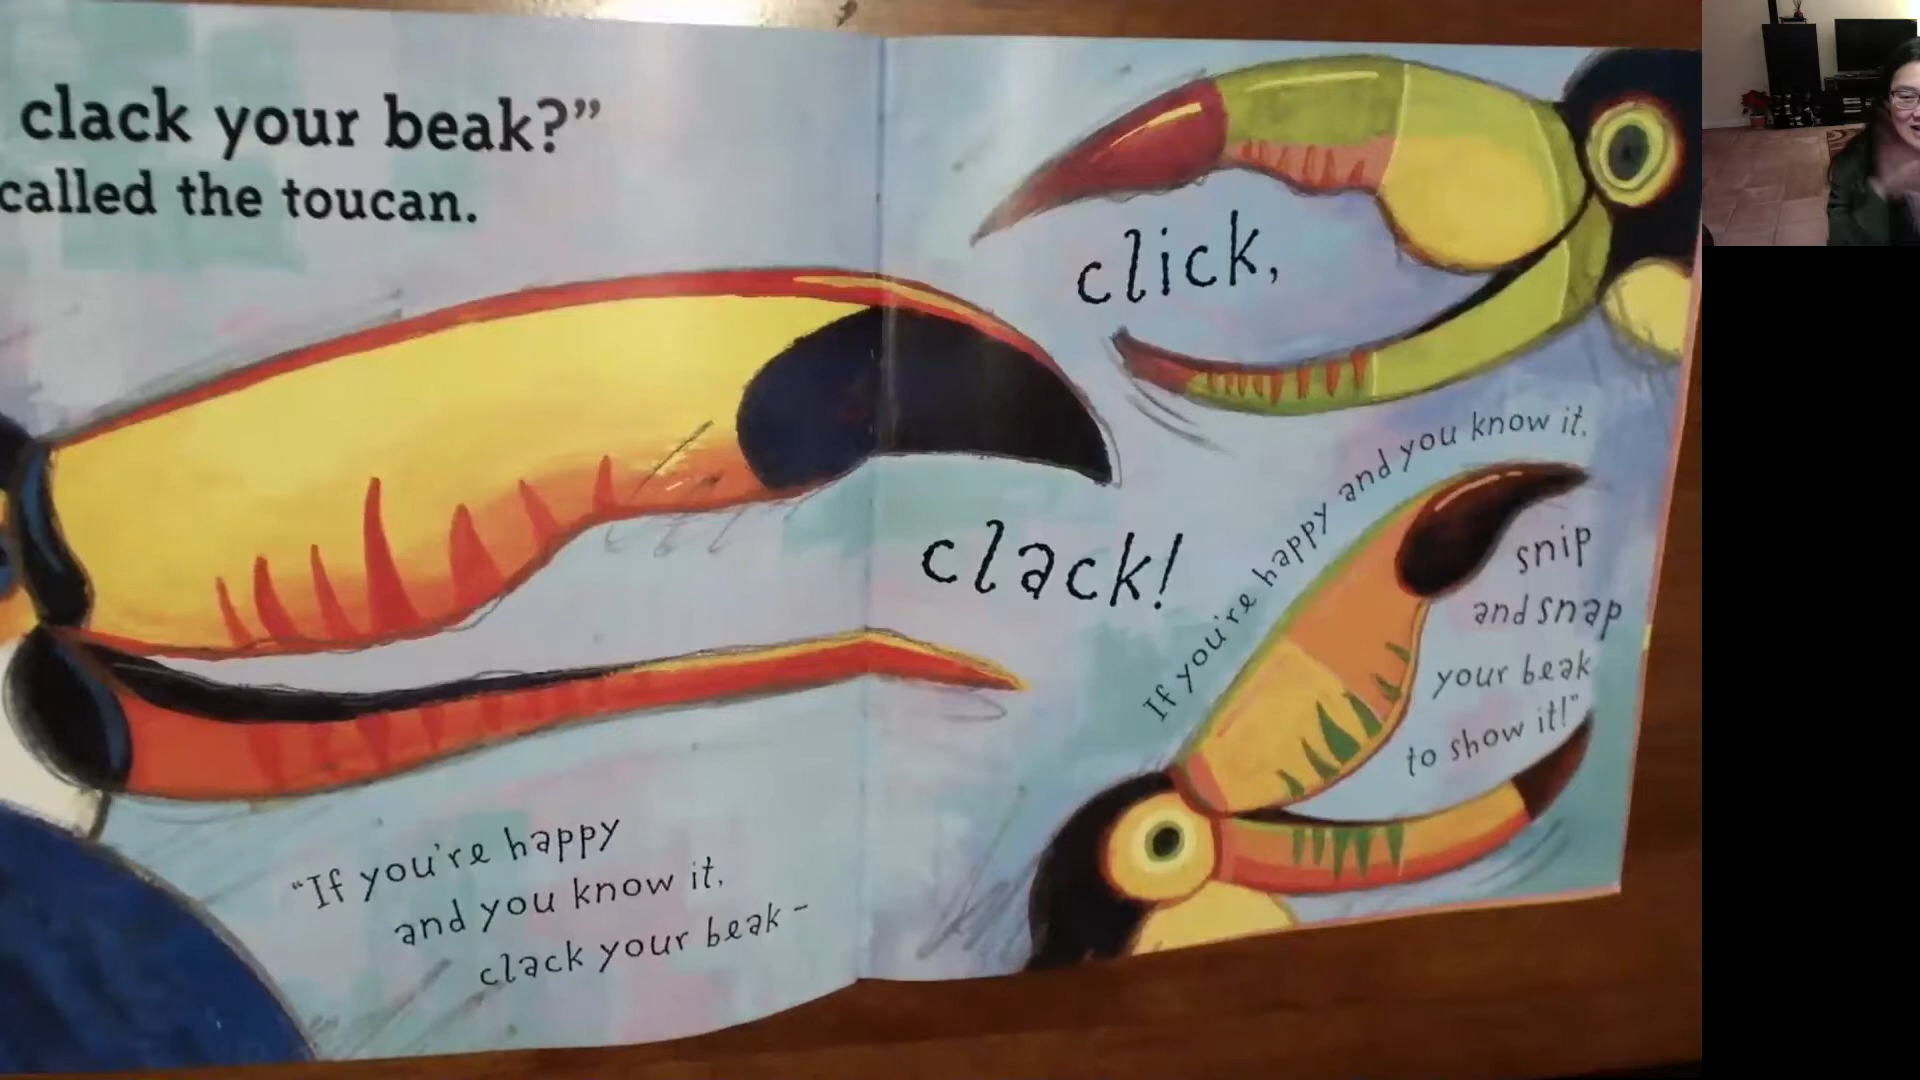 clack your beak?”
called the toucan.
click,
clack!
“If you're happy
and you know it,
clack your beak –
If you're happy and you know it,
snip
and snap
your beak
to show it!”